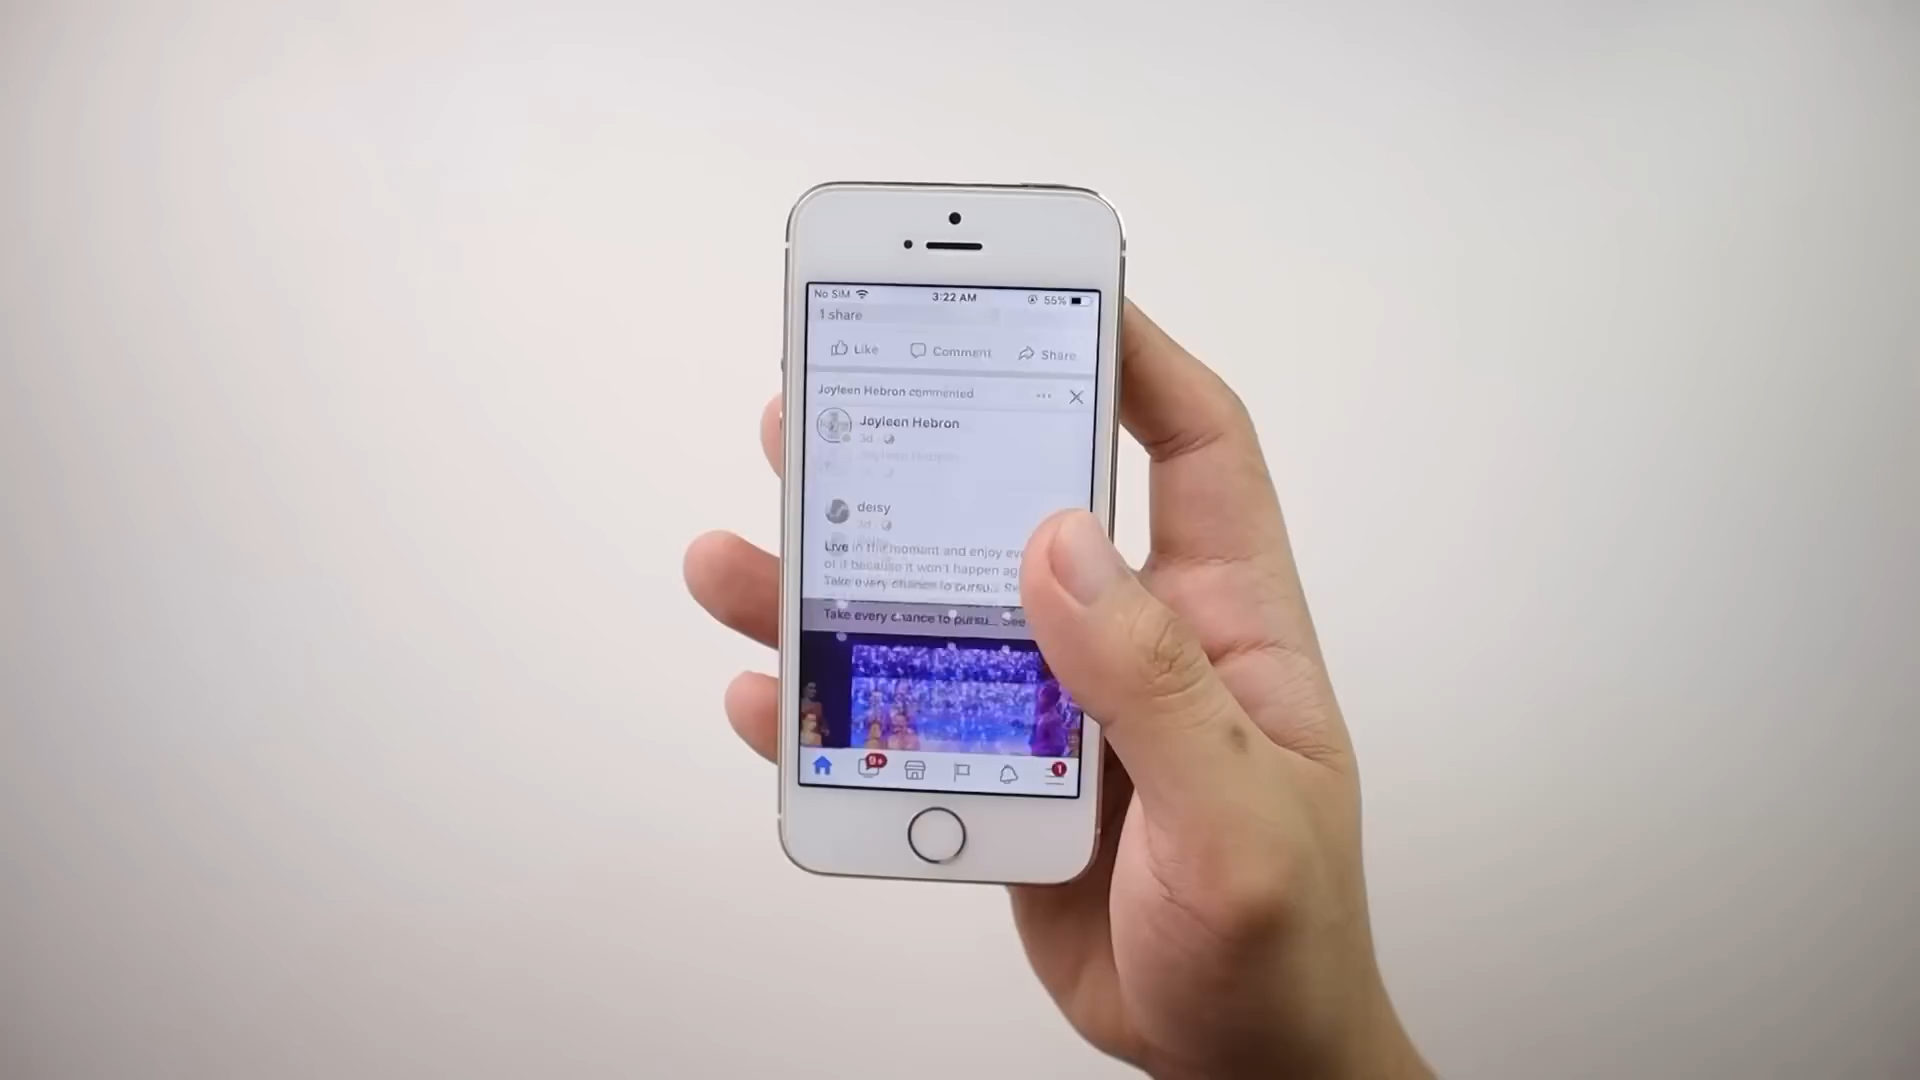 No SIM 3:22 AM 55%
1 share
Like Comment Share
Joyleen Hebron commented
Joyleen Hebron
3d
deisy
3d
Live in the moment and enjoy
of it because it won't happen
Take every chance to pursu...
Take every chance to pursu... See
9+ 1